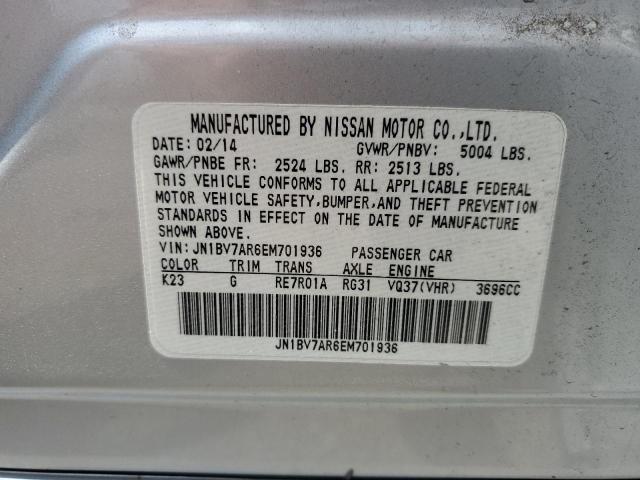 MANUFACTURED BY NISSAN MOTOR CO.,LTD.
DATE: 02/14 GVWR/PNBV: 5004 LBS.
GAWR/PNBE FR: 2524 LBS. RR: 2513 LBS.
THIS VEHICLE CONFORMS TO ALL APPLICABLE FEDERAL
MOTOR VEHICLE SAFETY,BUMPER,AND THEFT PREVENTION
STANDARDS IN EFFECT ON THE DATE OF MANUFACTURE
SHOWN ABOVE.
VIN: JN1BV7AR6EM701936 PASSENGER CAR
COLOR TRIM TRANS AXLE ENGINE
K23 G RE7R01A RG31 VQ37(VHR) 3696CC
JN1BV7AR6EM701936